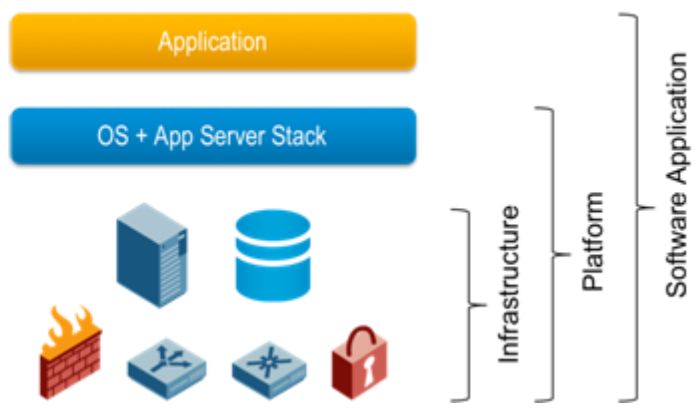 Application
OS + App Server Stack
Infrastructure
Platform
Software Application